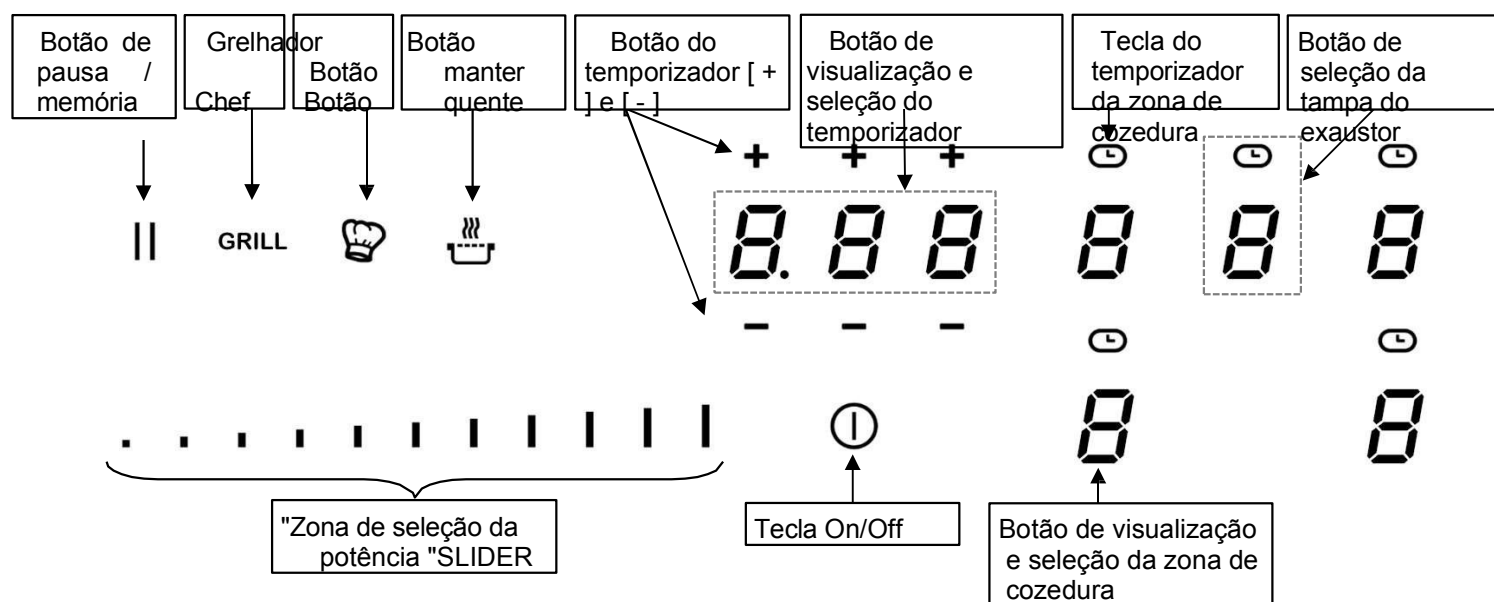 Botão de
pausa /
memória
Grelhador
Chef
Botão
Botão
Botão
manter
quente
Botão do
temporizador [ +
] e [ - ]
Botão de
visualização e
seleção do
temporizador
Tecla do
temporizador
da zona de
cozedura
Botão de
seleção da
tampa do
exaustor
+ + +
GRILL
8. 8 8 8 8 8
- - -
8 8
"Zona de seleção da
potência "SLIDER
Tecla On/Off
Botão de visualização
e seleção da zona de
cozedura